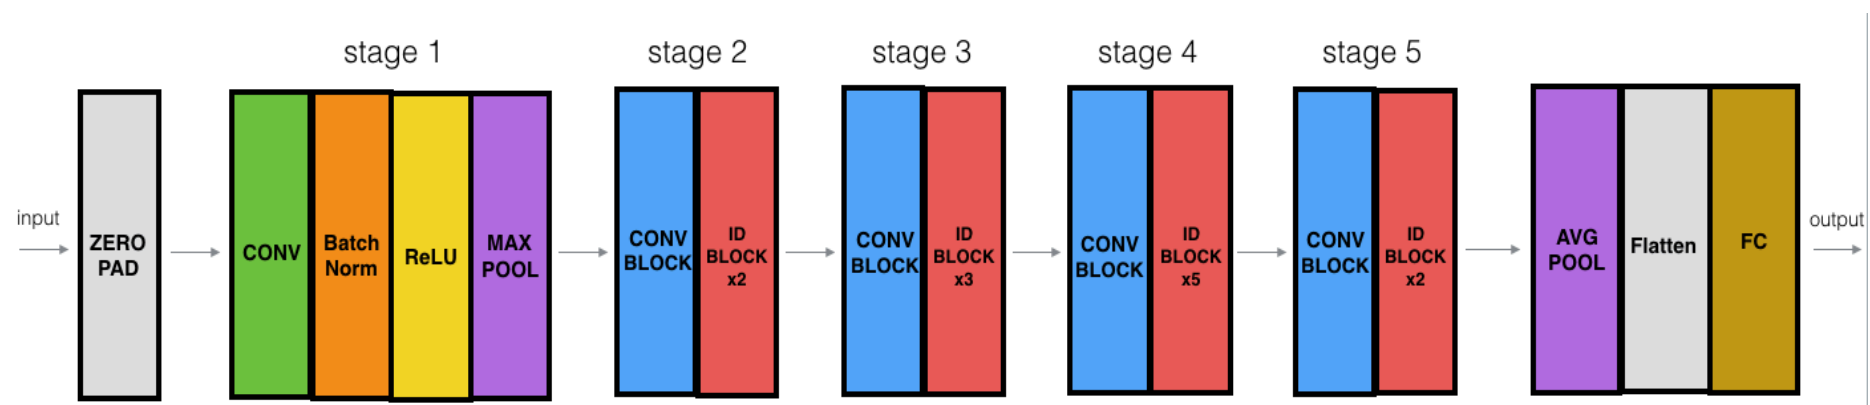 stage 1
stage 2
stage 3
stage 4
stage 5
input
ZERO
PAD
CONV
Batch
Norm
ReLU
MAX
POOL
CONV
BLOCK
ID
BLOCK
x2
CONV
BLOCK
ID
BLOCK
x3
CONV
BLOCK
ID
BLOCK
x5
CONV
BLOCK
ID
BLOCK
x2
AVG
POOL
Flatten
FC
output